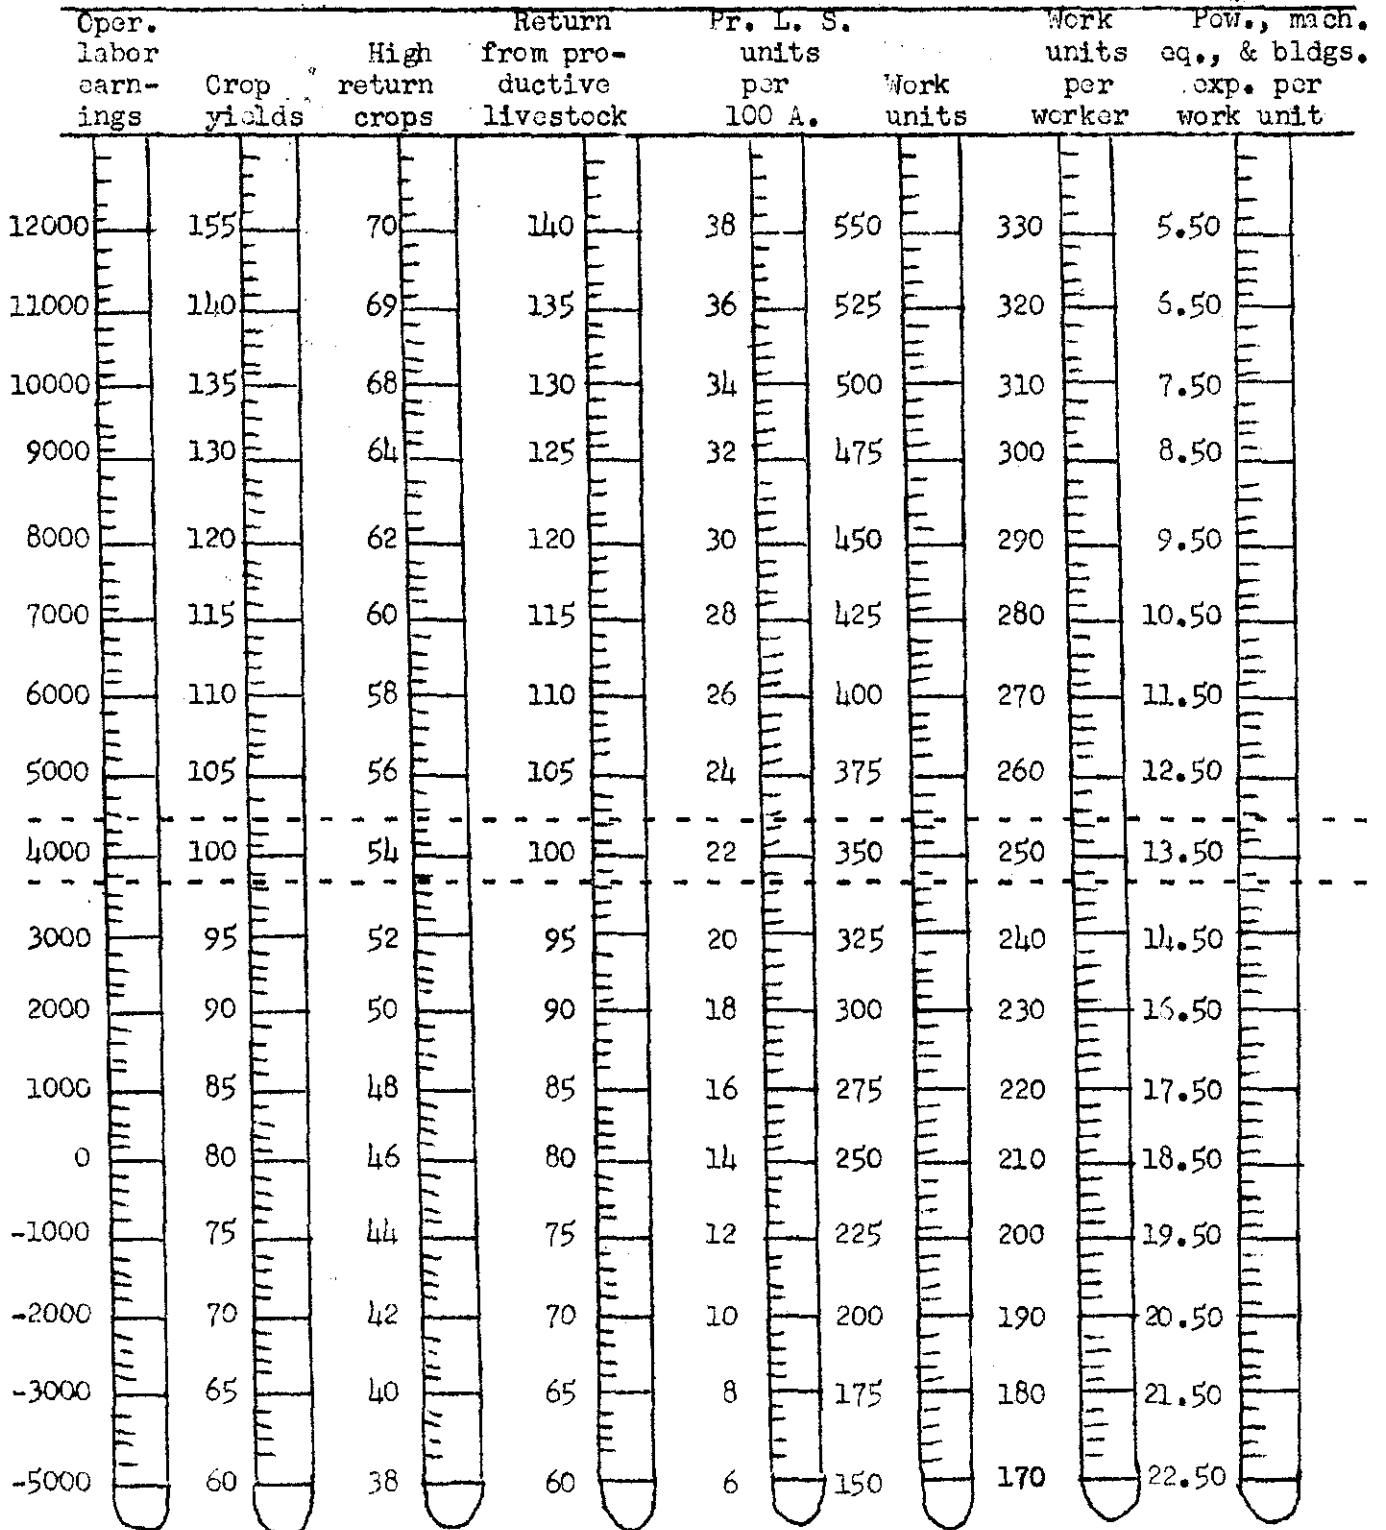 Oper. Return Pr. L. S. Work Pow., mach.
labor High from pro- units units eq., & bldgs.
earn- Crop return ductive per Work per exp. per
ings yields crops livestock 100 A. units worker work unit
12000 155 70 140 38 550 330 5.50
11000 140 69 135 36 525 320 6.50
10000 135 68 130 34 500 310 7.50
9000 130 64 125 32 475 300 8.50
8000 120 62 120 30 450 290 9.50
7000 115 60 115 28 425 280 10.50
6000 110 58 110 26 400 270 11.50
5000 105 56 105 24 375 260 12.50
4000 100 54 100 22 350 250 13.50
3000 95 52 95 20 325 240 14.50
2000 90 50 90 18 300 230 16.50
1000 85 48 85 16 275 220 17.50
0 80 46 80 14 250 210 18.50
-1000 75 44 75 12 225 200 19.50
-2000 70 42 70 10 200 190 20.50
-3000 65 40 65 8 175 180 21.50
-5000 60 38 60 6 150 170 22.50